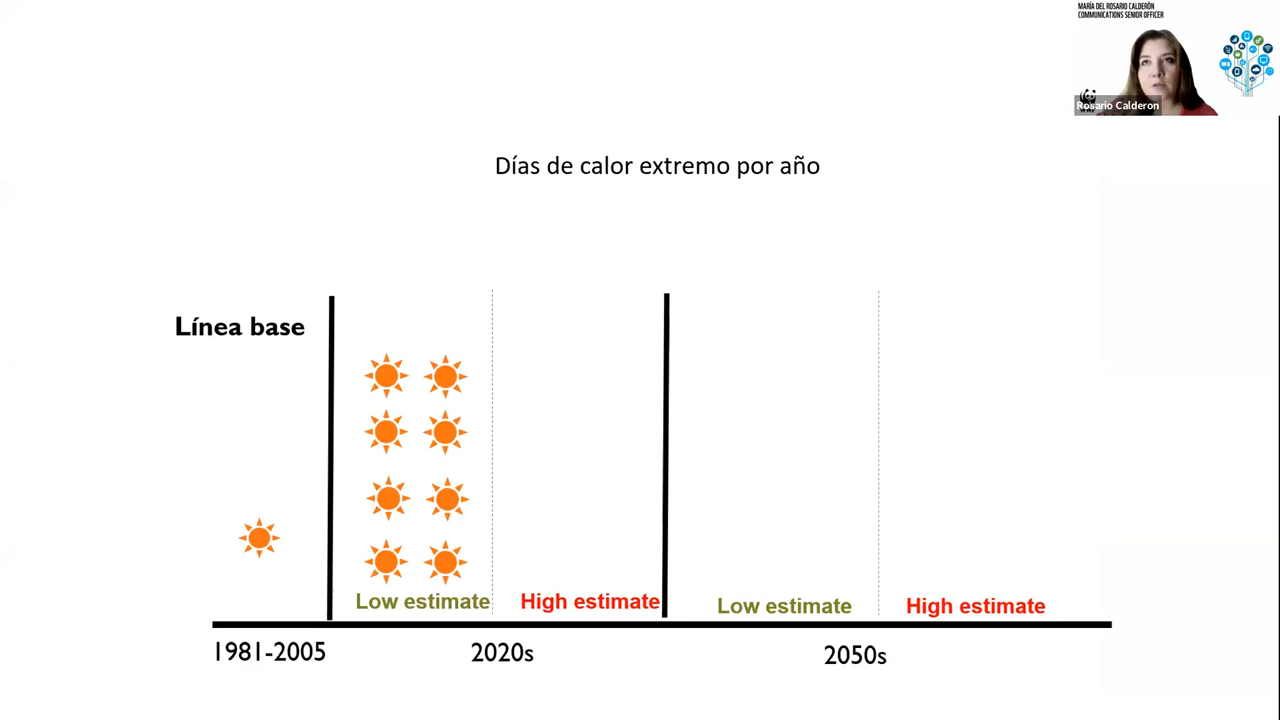 MARÍA DEL ROSARIO CALDERÓN
COMMUNICATIONS SENIOR OFFICER
Rosario Calderon
Días de calor extremo por año
Línea base
Low estimate
High estimate
Low estimate
High estimate
1981-2005
2020s
2050s